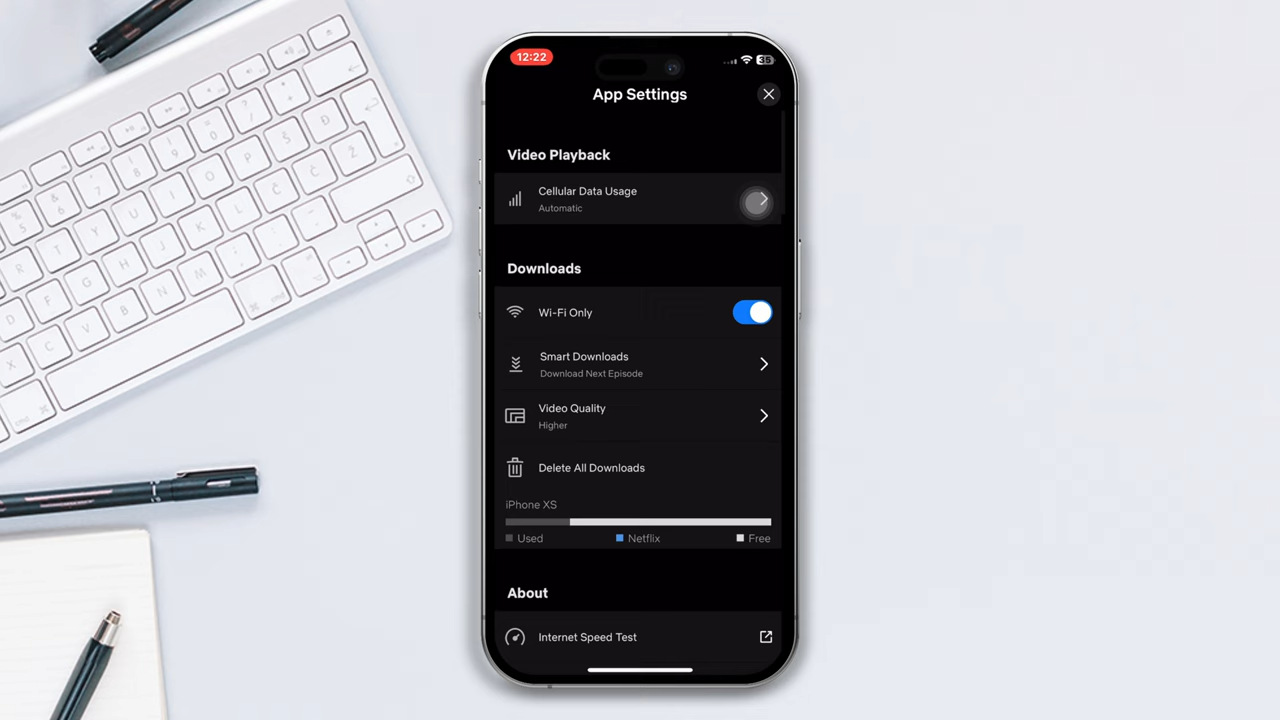 12:22
35
App Settings
Video Playback
Cellular Data Usage
Automatic
Downloads
Wi-Fi Only
Smart Downloads
Download Next Episode
Video Quality
Higher
Delete All Downloads
iPhone XS
Used
Netflix
Free
About
Internet Speed Test